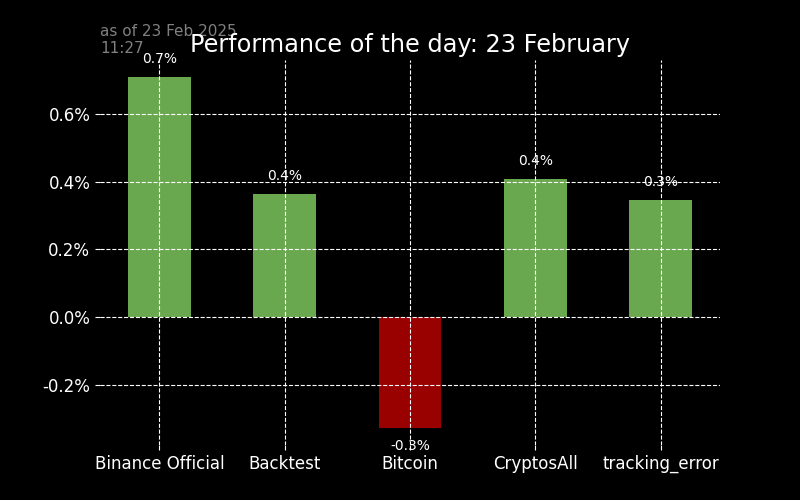 as of 23 Feb 2025
11:27
Performance of the day: 23 February
0.7%
0.6%
0.4%
0.4%
0.4%
0.3%
0.2%
0.0%
-0.2%
-0.3%
Binance Official
Backtest
Bitcoin
CryptosAll
tracking_error